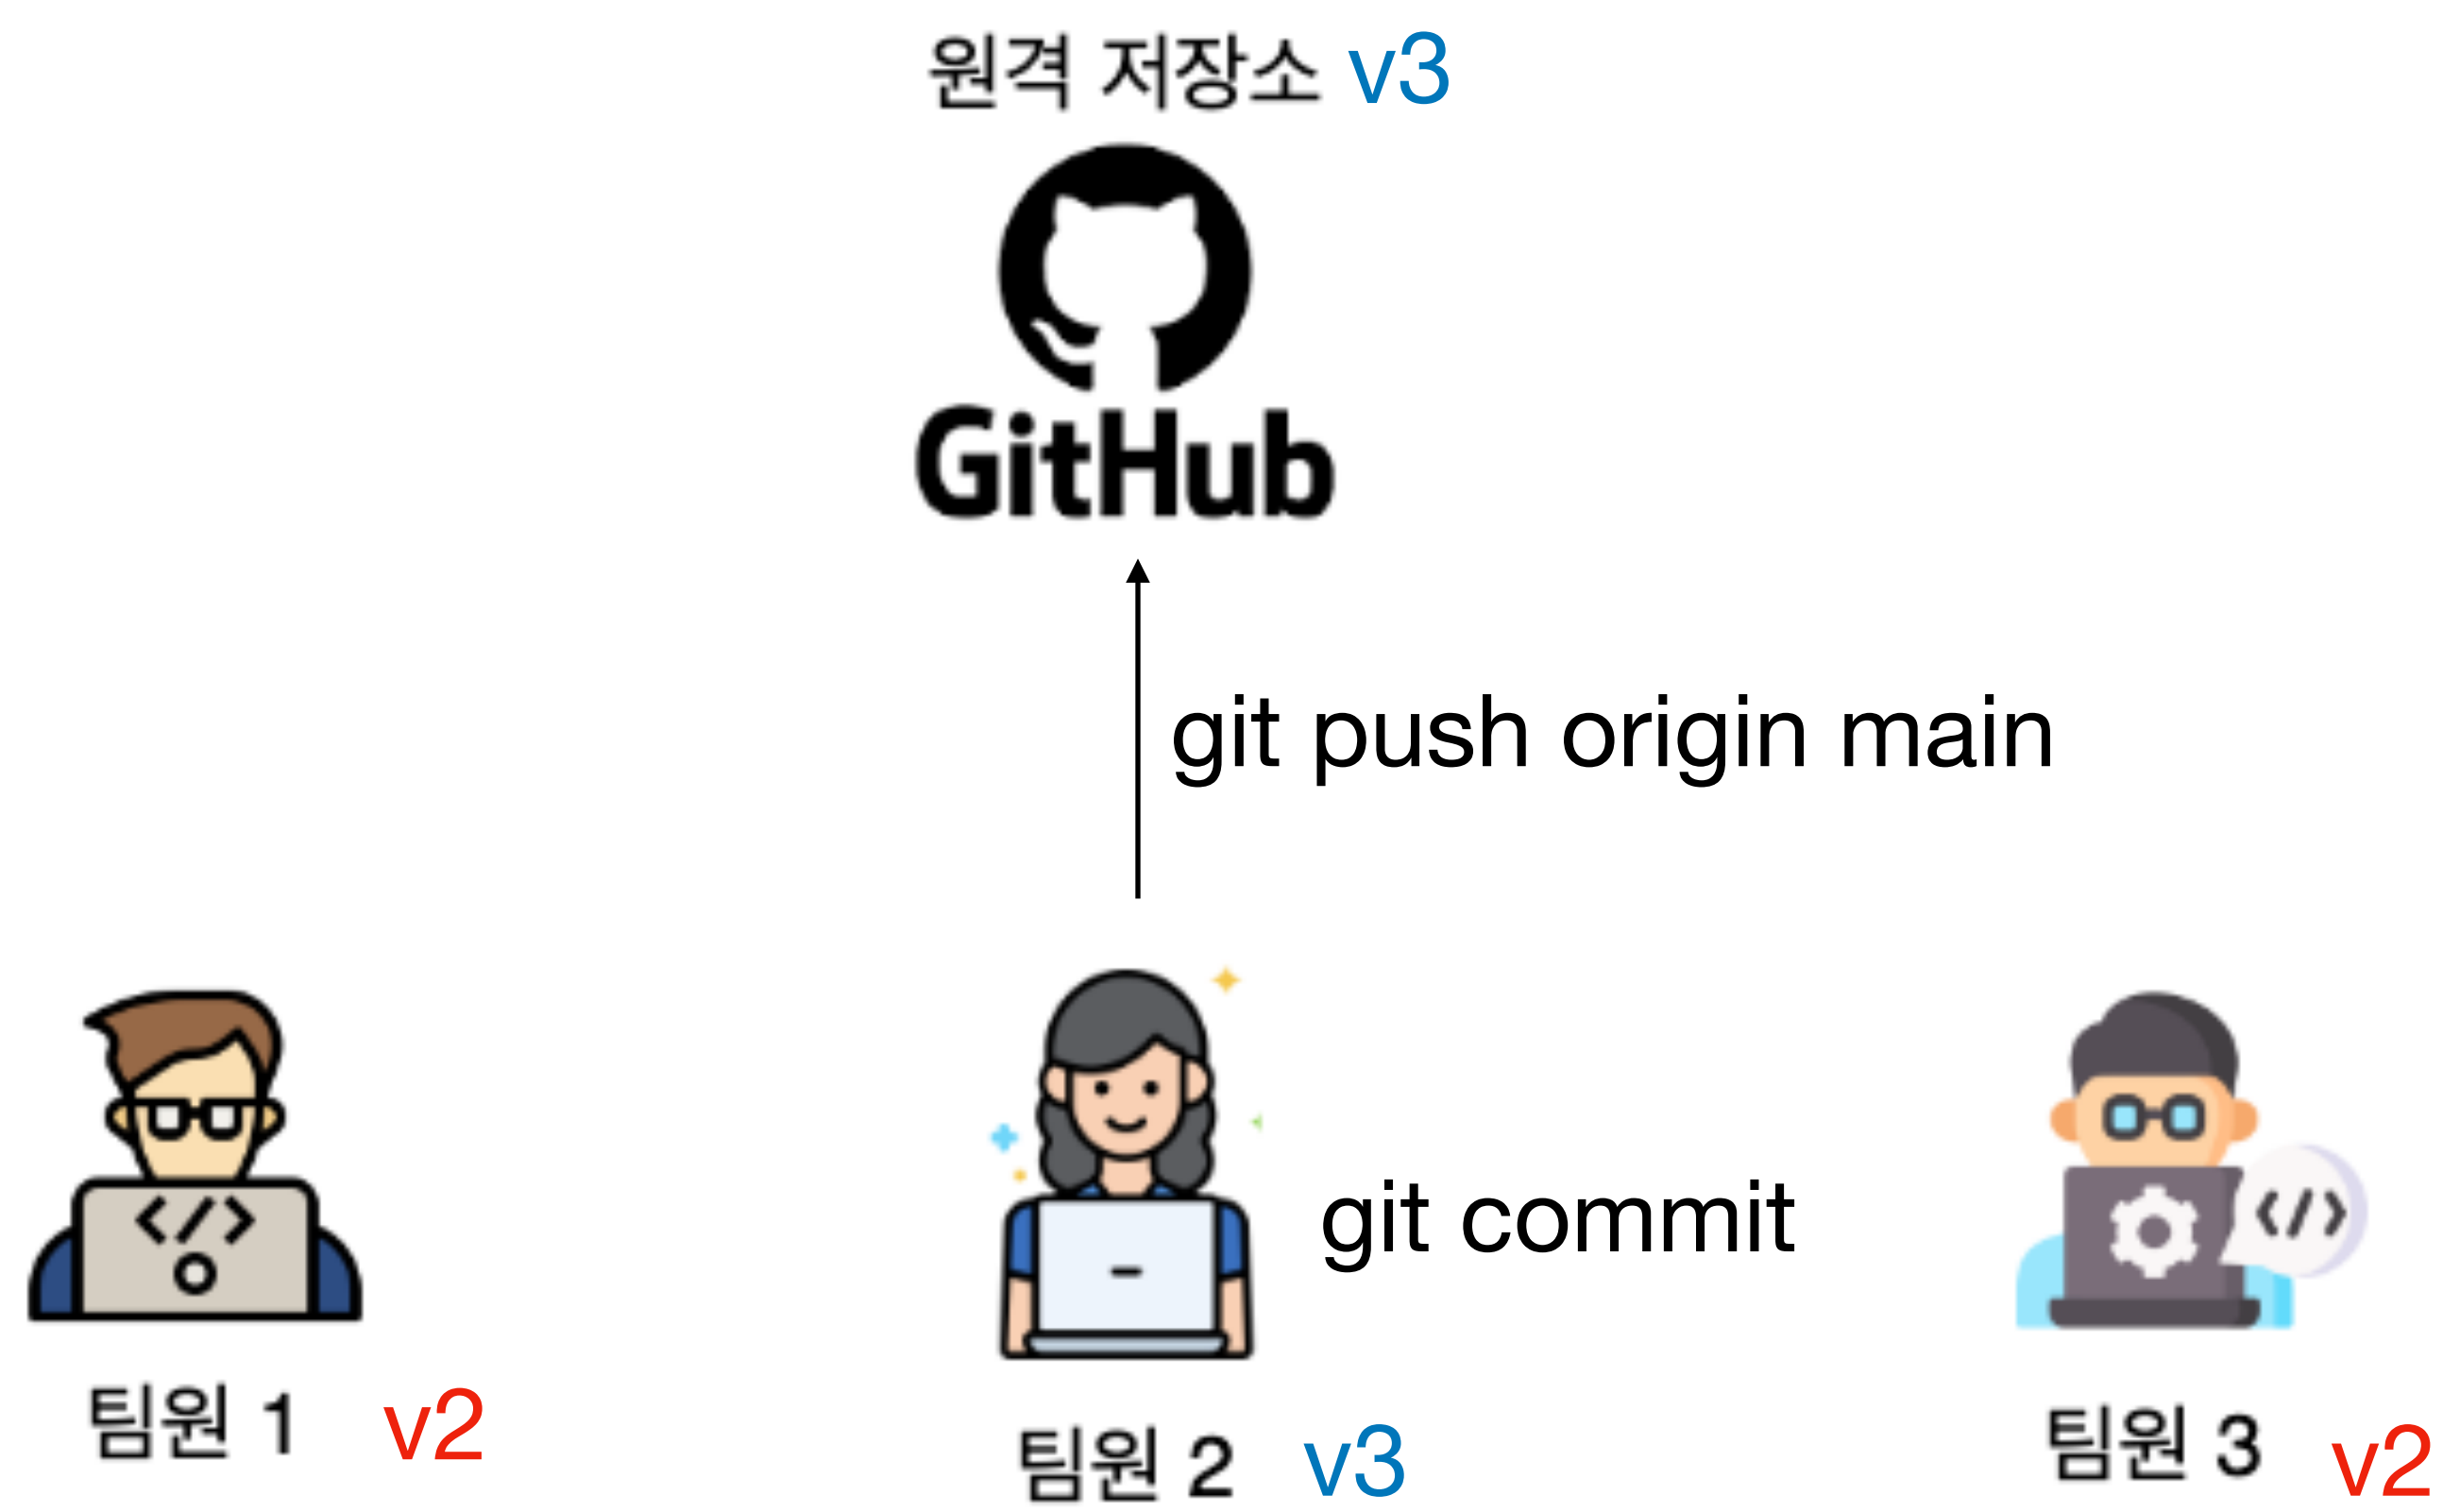 원격 저장소 v3
GitHub
git push origin main
</>
</>
git commit
팀원 1 v2
팀원 2 v3
팀원 3 v2